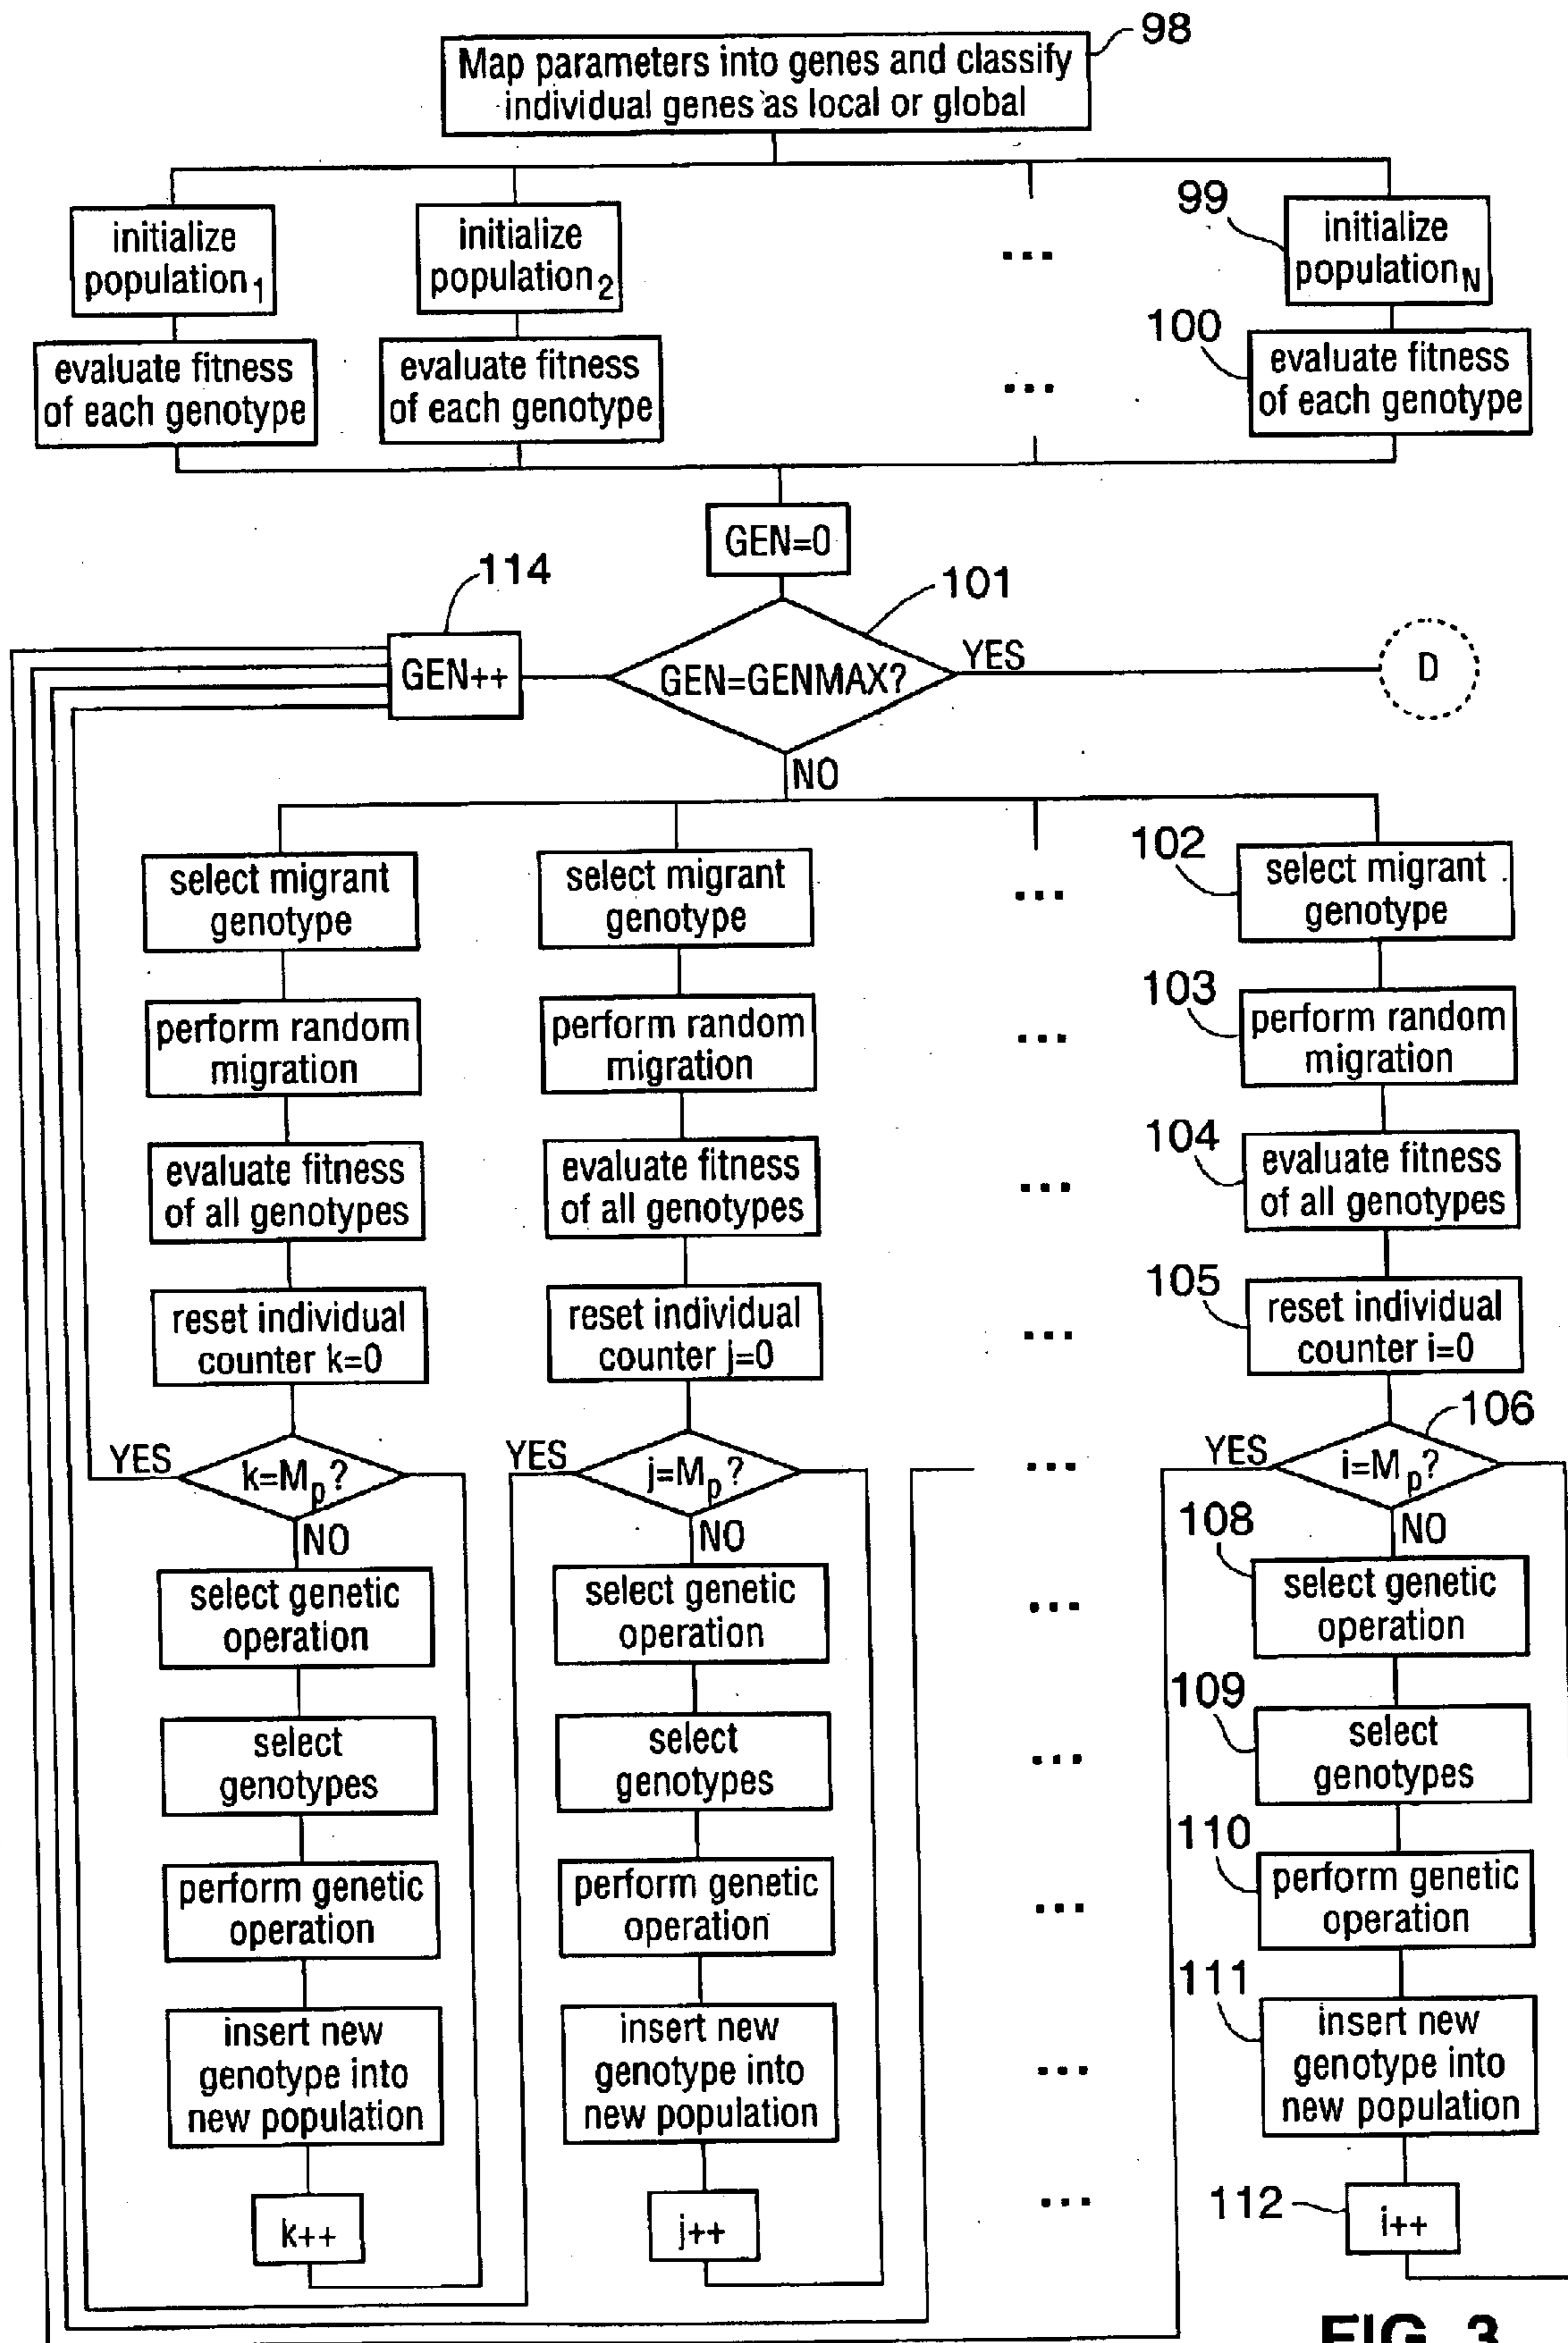 98
Map parameters into genes and classify
individual genes as local or global
99
initialize
population1
initialize
population2
...
initialize
populationN
100
evaluate fitness
of each genotype
evaluate fitness
of each genotype
...
evaluate fitness
of each genotype
GEN=0
114
101
GEN++
GEN=GENMAX?
YES
D
NO
102
select migrant
genotype
select migrant
genotype
...
select migrant
genotype
103
perform random
migration
perform random
migration
...
perform random
migration
104
evaluate fitness
of all genotypes
evaluate fitness
of all genotypes
...
evaluate fitness
of all genotypes
105
reset individual
counter k=0
reset individual
counter j=0
...
reset individual
counter i=0
106
YES
k=Mp?
YES
j=Mp?
...
YES
i=Mp?
NO
NO
NO
108
select genetic
operation
select genetic
operation
...
select genetic
operation
109
select
genotypes
select
genotypes
...
select
genotypes
110
perform genetic
operation
perform genetic
operation
...
perform genetic
operation
111
insert new
genotype into
new population
insert new
genotype into
new population
...
insert new
genotype into
new population
k++
j++
...
112
i++
FIG. 3